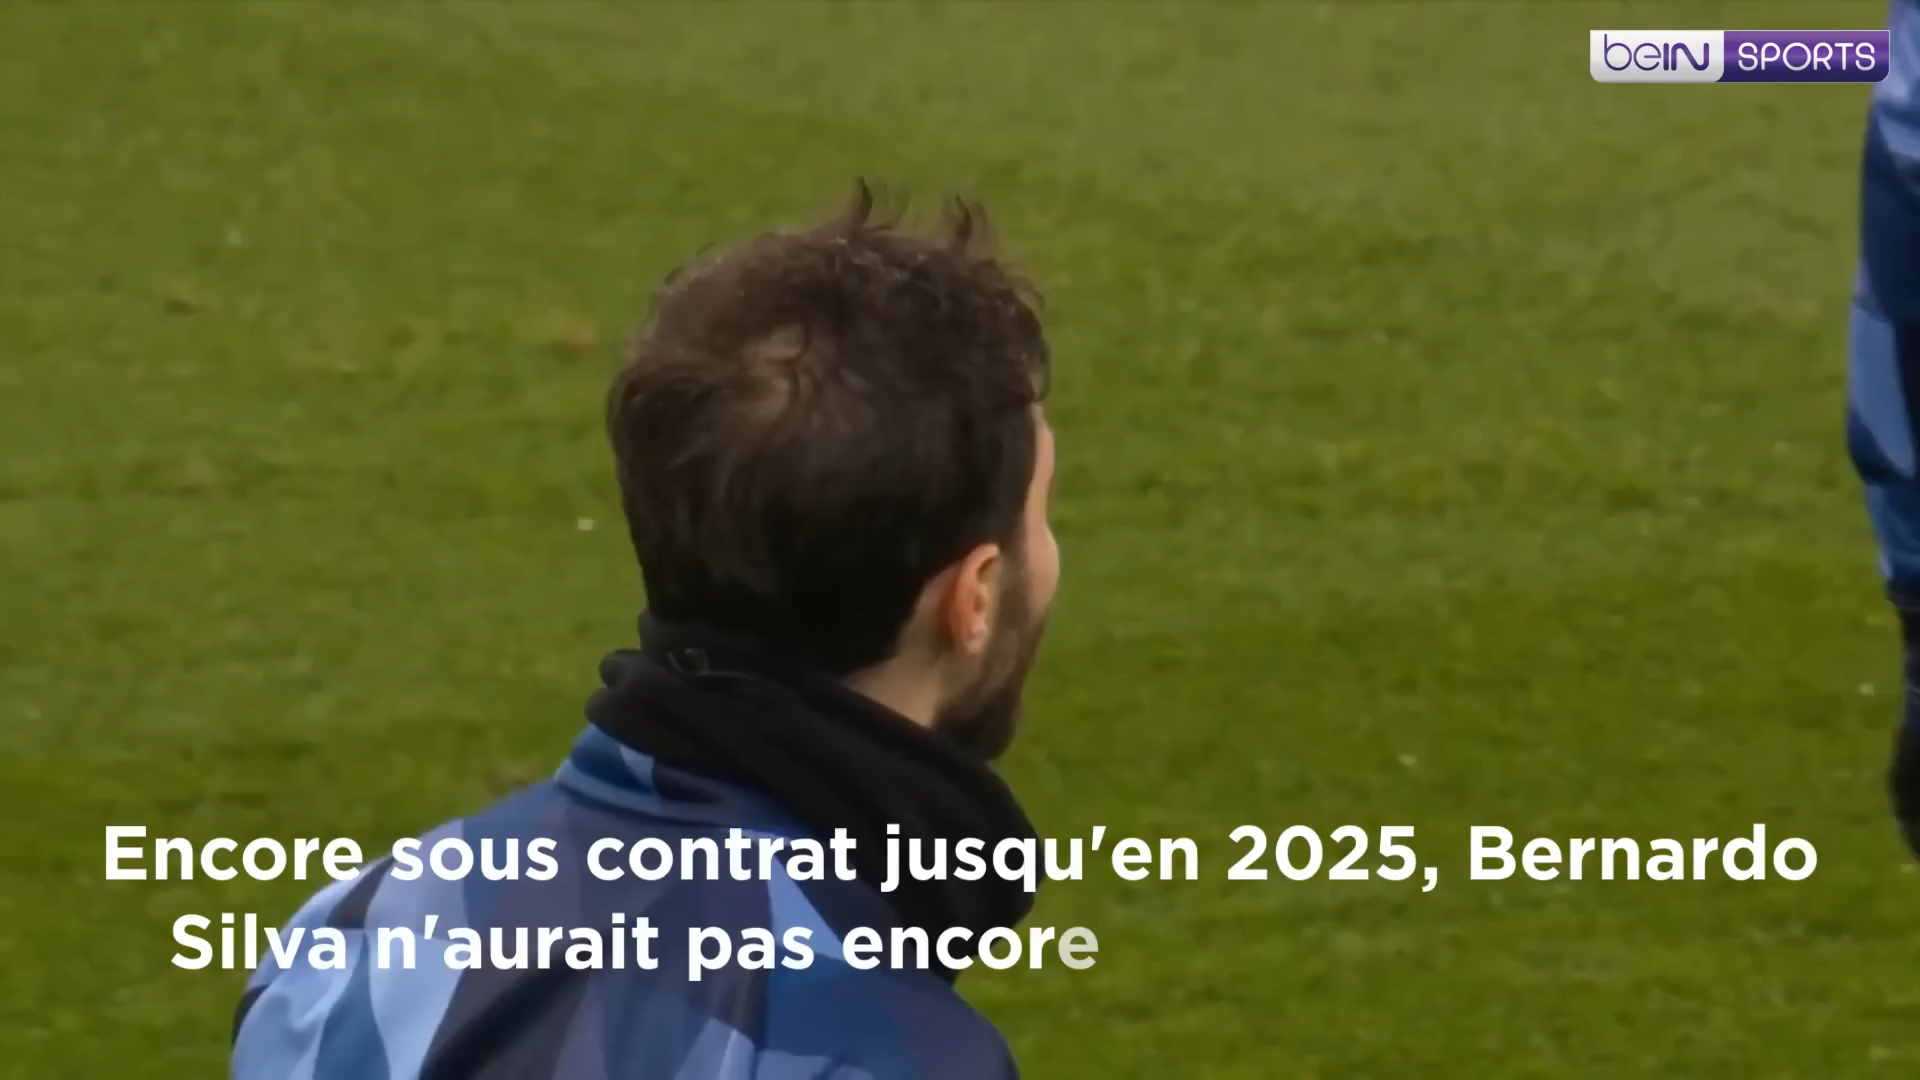 beIN SPORTS
Encore sous contrat jusqu'en 2025, Bernardo
Silva n'aurait pas encore